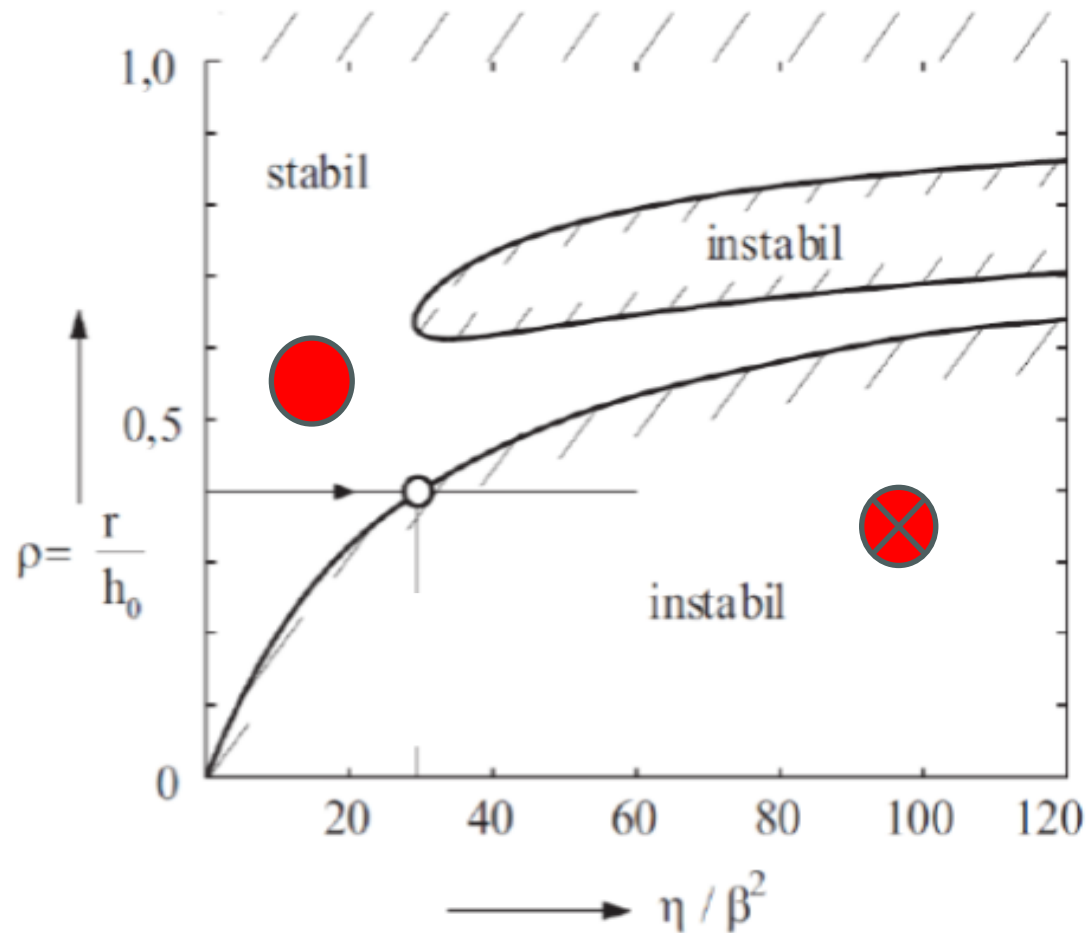 1,0
stabil
instabil
0,5
ρ= r
h₀
instabil
0
20 40 60 80 100 120
η / β²